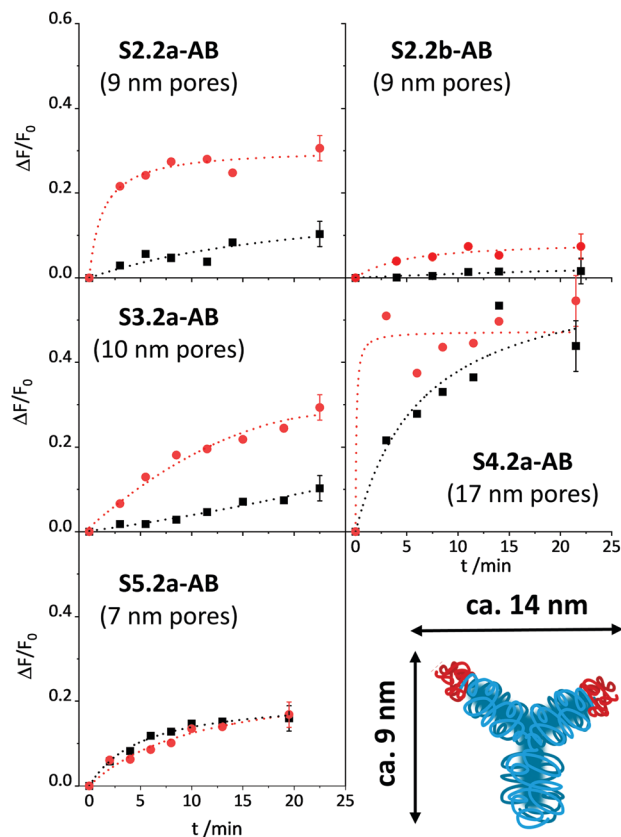 S2.2a-AB
(9 nm pores)
S2.2b-AB
(9 nm pores)
ΔF/F0
0.6
0.4
0.2
0.0
S3.2a-AB
(10 nm pores)
S4.2a-AB
(17 nm pores)
ΔF/F0
0.4
0.2
0.0
0 5 10 15 20 25
t /min
S5.2a-AB
(7 nm pores)
ΔF/F0
0.4
0.2
0.0
0 5 10 15 20 25
t /min
ca. 14 nm
ca. 9 nm